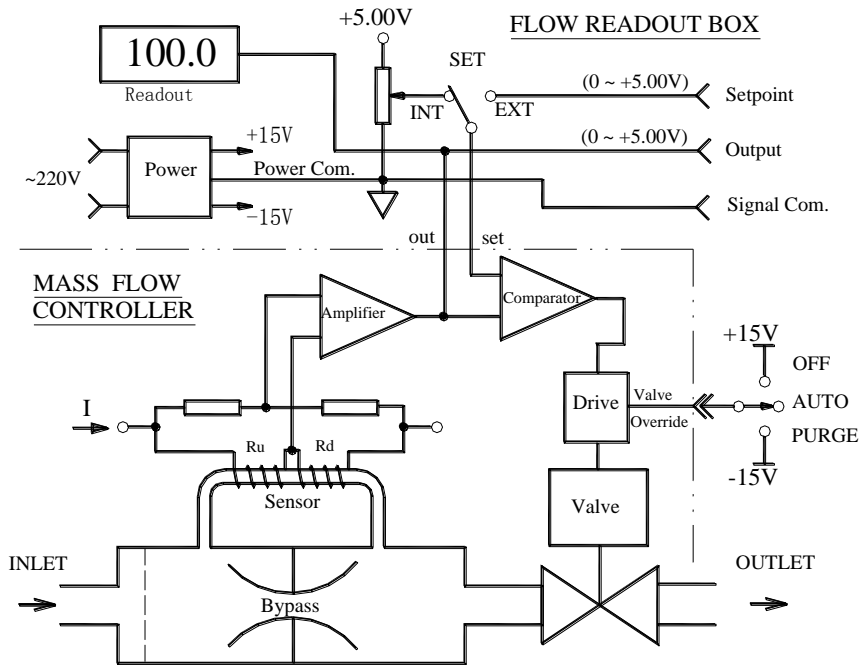 +5.00V
FLOW READOUT BOX
100.0
Readout
SET
INT
EXT
(0 ~ +5.00V)
Setpoint
(0 ~ +5.00V)
Output
~220V
Power
+15V
-15V
Power Com.
Signal Com.
out
set
MASS FLOW
CONTROLLER
Amplifier
Comparator
+15V
OFF
AUTO
PURGE
-15V
Drive
Valve
Override
I
Ru
Rd
Sensor
Valve
INLET
OUTLET
Bypass